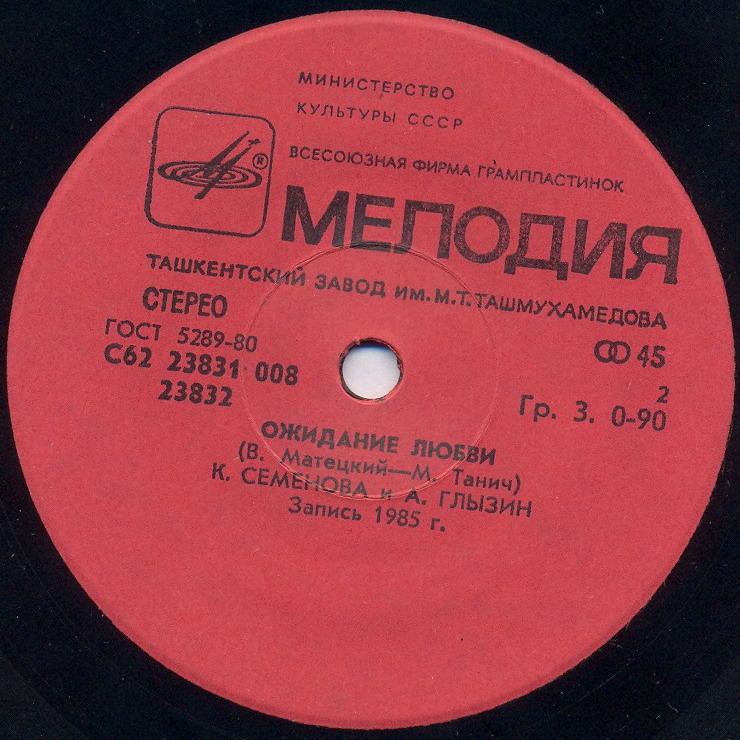 МИНИСТЕРСТВО
КУЛЬТУРЫ СССР
ВСЕСОЮЗНАЯ ФИРМА ГРАМПЛАСТИНОК
®
МЕЛОДИЯ
ТАШКЕНТСКИЙ ЗАВОД ИМ. М.Т. ТАШМУХАМЕДОВА
СТЕРЕО
ГОСТ 5289-80
45
С62 23831 008
2
23832
Гр. 3. 0-90
ОЖИДАНИЕ ЛЮБВИ
(В. Матецкий—М. Танич)
К. СЕМЕНОВА и А. ГЛЫЗИН
Запись 1985 г.